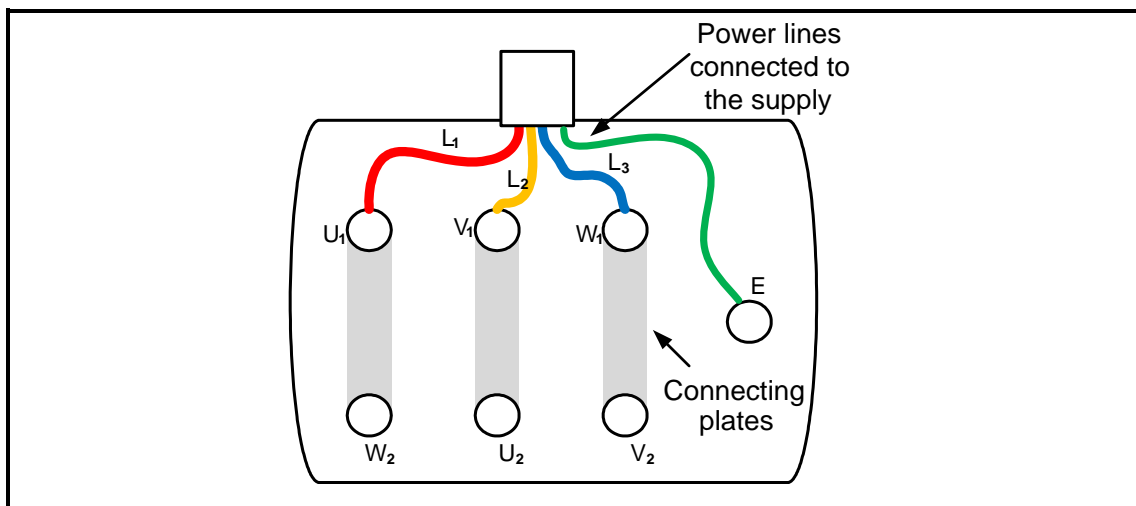 Power lines
connected to
the supply
L₁
L₂
L₃
U₁
V₁
W₁
E
Connecting
plates
W₂
U₂
V₂